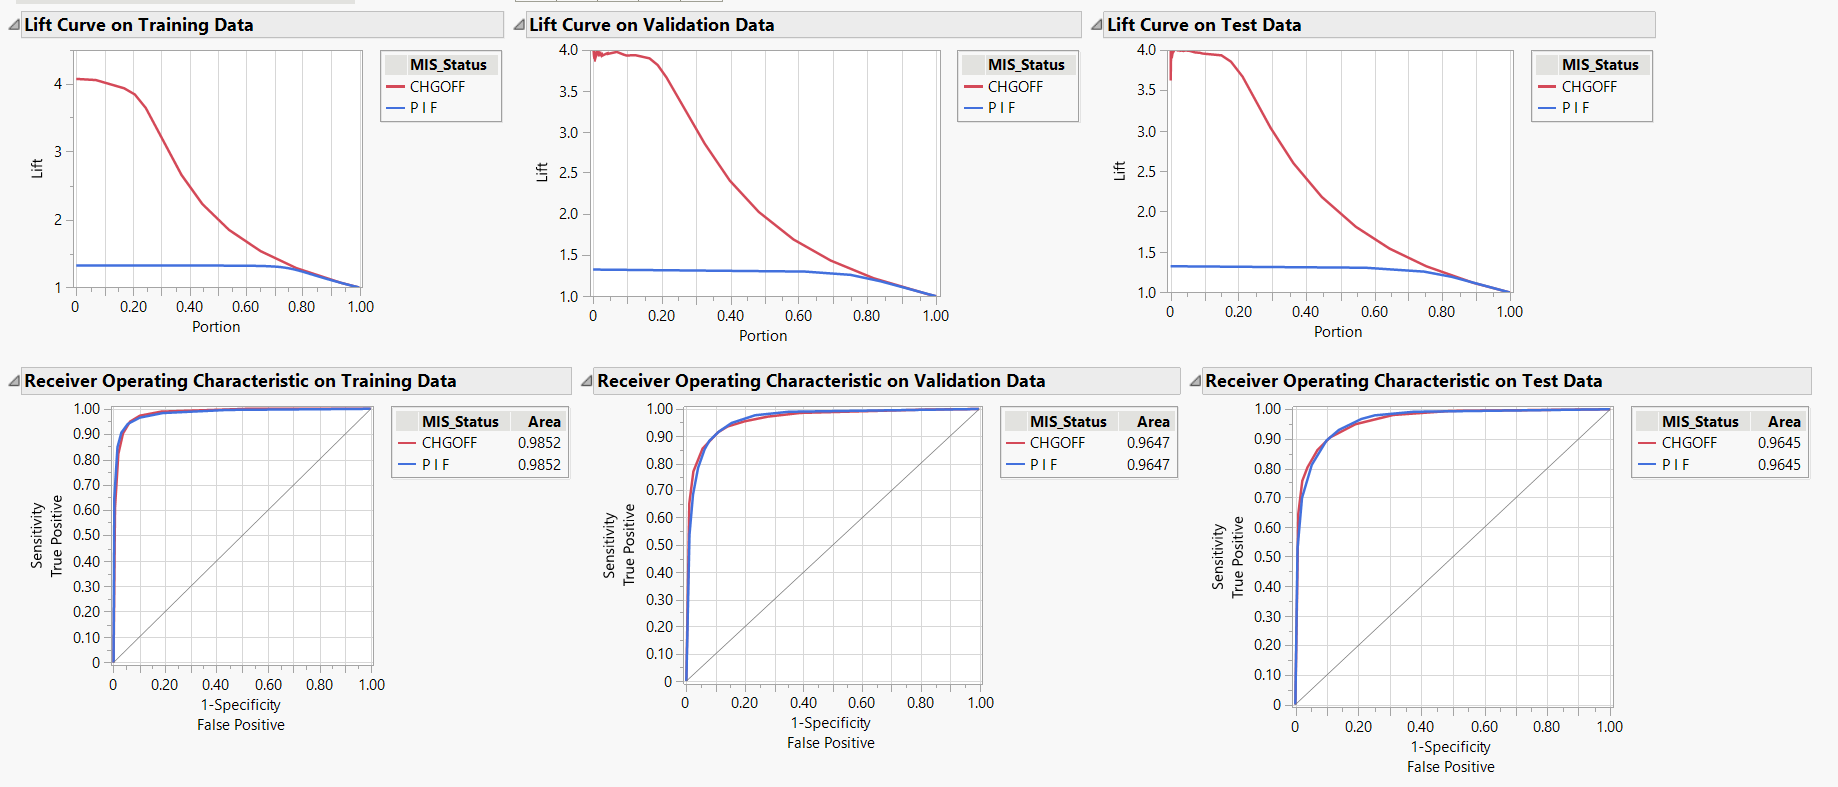 Lift Curve on Training Data
4
3
2
1
Lift
0 0.20 0.40 0.60 0.80 1.00
Portion
MIS_Status
CHGOFF
P I F
Lift Curve on Validation Data
4.0
3.5
3.0
2.5
2.0
1.5
1.0
Lift
0 0.20 0.40 0.60 0.80 1.00
Portion
MIS_Status
CHGOFF
P I F
Lift Curve on Test Data
4.0
3.5
3.0
2.5
2.0
1.5
1.0
Lift
0 0.20 0.40 0.60 0.80 1.00
Portion
MIS_Status
CHGOFF
P I F
Receiver Operating Characteristic on Training Data
1.00
0.90
0.80
0.70
0.60
0.50
0.40
0.30
0.20
0.10
0
Sensitivity
True Positive
0 0.20 0.40 0.60 0.80 1.00
1-Specificity
False Positive
MIS_Status Area
CHGOFF 0.9852
P I F 0.9852
Receiver Operating Characteristic on Validation Data
1.00
0.90
0.80
0.70
0.60
0.50
0.40
0.30
0.20
0.10
0
Sensitivity
True Positive
0 0.20 0.40 0.60 0.80 1.00
1-Specificity
False Positive
MIS_Status Area
CHGOFF 0.9647
P I F 0.9647
Receiver Operating Characteristic on Test Data
1.00
0.90
0.80
0.70
0.60
0.50
0.40
0.30
0.20
0.10
0
Sensitivity
True Positive
0 0.20 0.40 0.60 0.80 1.00
1-Specificity
False Positive
MIS_Status Area
CHGOFF 0.9645
P I F 0.9645